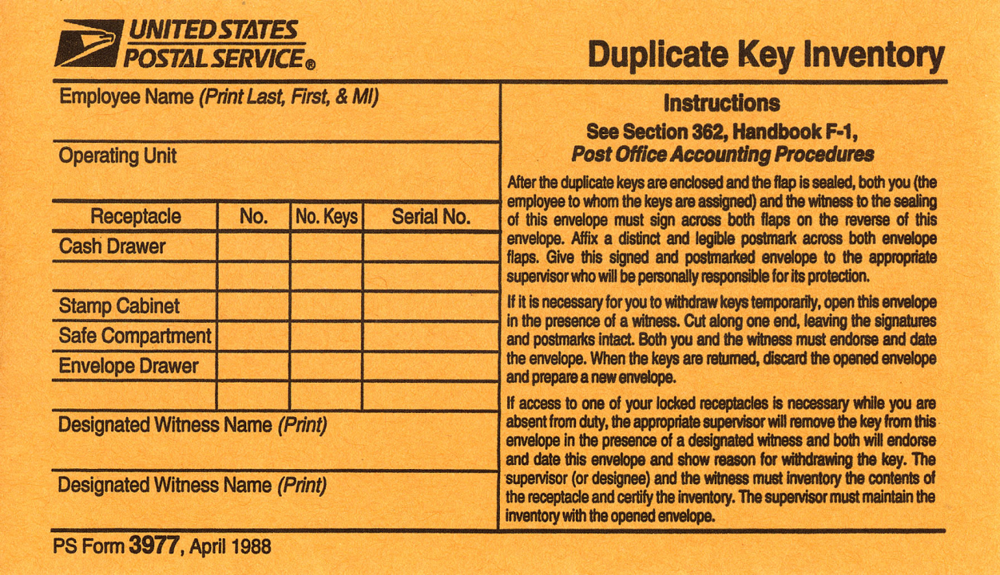 UNITED STATES
POSTAL SERVICE®
Duplicate Key Inventory
Employee Name (Print Last, First, & MI)
Operating Unit
Receptacle No. No. Keys Serial No.
Cash Drawer
Stamp Cabinet
Safe Compartment
Envelope Drawer
Designated Witness Name (Print)
Designated Witness Name (Print)
Instructions
See Section 362, Handbook F-1,
Post Office Accounting Procedures
After the duplicate keys are enclosed and the flap is sealed, both you (the
employee to whom the keys are assigned) and the witness to the sealing
of this envelope must sign across both flaps on the reverse of this
envelope. Affix a distinct and legible postmark across both envelope
flaps. Give this signed and postmarked envelope to the appropriate
supervisor who will be personally responsible for its protection.
If it is necessary for you to withdraw keys temporarily, open this envelope
in the presence of a witness. Cut along one end, leaving the signatures
and postmarks intact. Both you and the witness must endorse and date
the envelope. When the keys are returned, discard the opened envelope
and prepare a new envelope.
If access to one of your locked receptacles is necessary while you are
absent from duty, the appropriate supervisor will remove the key from this
envelope in the presence of a designated witness and both will endorse
and date this envelope and show reason for withdrawing the key. The
supervisor (or designee) and the witness must inventory the contents of
the receptacle and certify the inventory. The supervisor must maintain the
inventory with the opened envelope.
PS Form 3977, April 1988